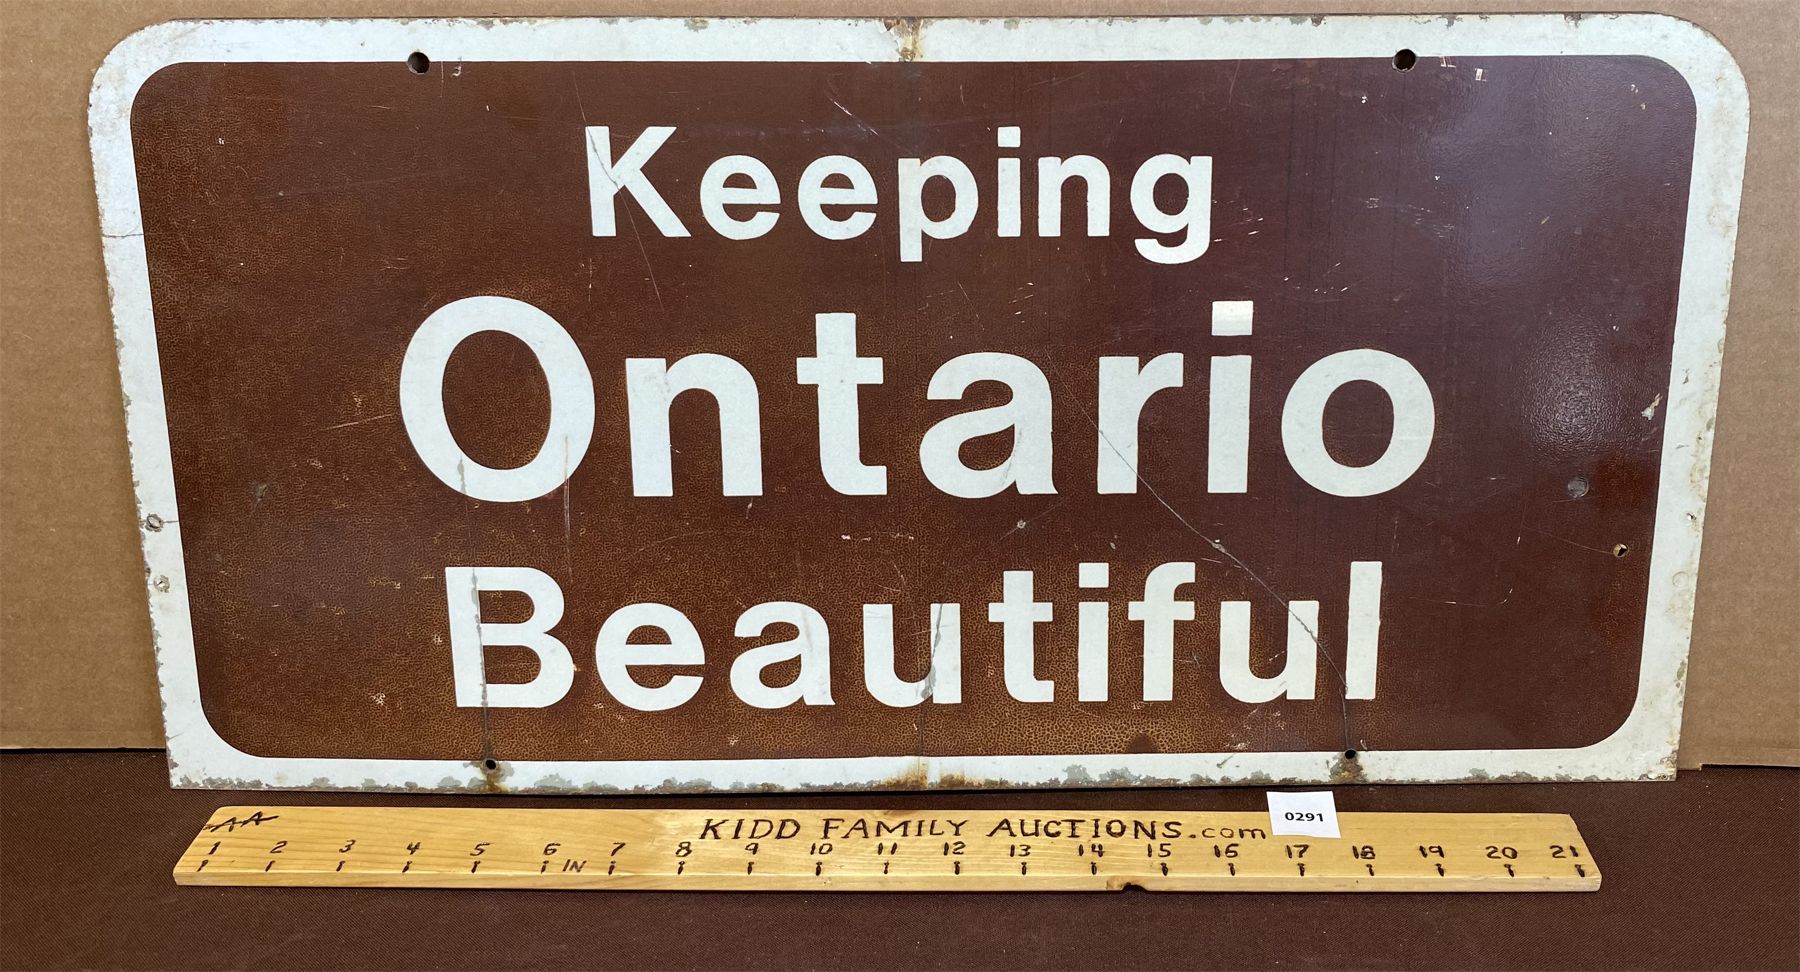 Keeping
Ontario
Beautiful
AA
KIDD FAMILY AUCTIONS.com
0291
1 2 3 4 5 6 IN 7 8 9 10 11 12 13 14 15 16 17 18 19 20 21